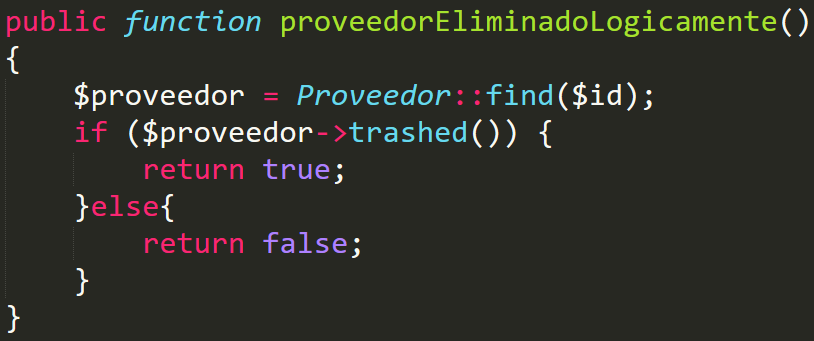 public function proveedorEliminadoLogicamente()
{
    $proveedor = Proveedor::find($id);
    if ($proveedor->trashed()) {
        return true;
    }else{
        return false;
    }
}